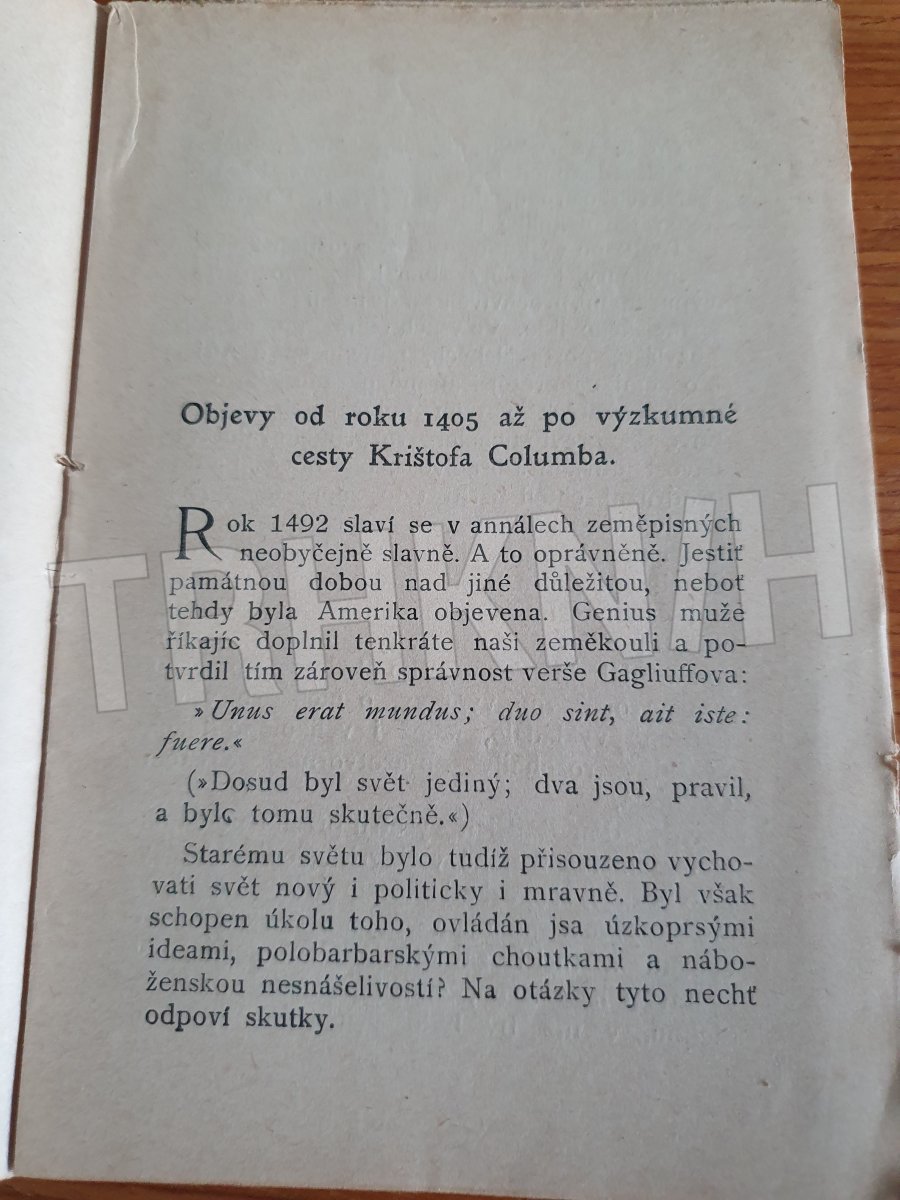 Objevy od roku 1405 až po výzkumné
cesty Krištofa Columba.
Rok 1492 slaví se v annálech zeměpisných
neobyčejně slavně. A to oprávněně. Jestiť
památnou dobou nad jiné důležitou, neboť
tehdy byla Amerika objevena. Genius muže
říkajíc doplnil tenkráte naši zeměkouli a po-
tvrdil tím zároveň správnost verše Gagliuffova:
»Unus erat mundus; duo sint, ait iste:
fuere.«
(»Dosud byl svět jediný; dva jsou, pravil,
a bylo tomu skutečně.«)
Starému světu bylo tudíž přisouzeno vycho-
vati svět nový i politicky i mravně. Byl však
schopen úkolu toho, ovládán jsa úzkoprsými
ideami, polobarbarskými choutkami a nábo-
ženskou nesnášelivostí? Na otázky tyto nechť
odpoví skutky.
TRHKNIH